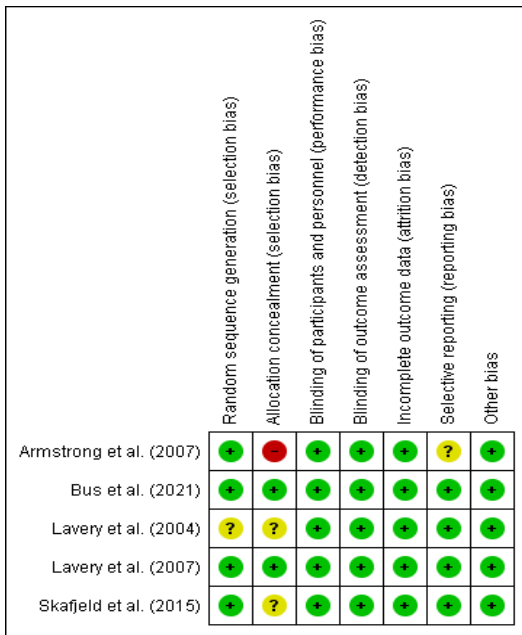 Random sequence generation (selection bias)
Allocation concealment (selection bias)
Blinding of participants and personnel (performance bias)
Blinding of outcome assessment (detection bias)
Incomplete outcome data (attrition bias)
Selective reporting (reporting bias)
Other bias
Armstrong et al. (2007) + - + + + ? +
Bus et al. (2021) + + + + + + +
Lavery et al. (2004) ? ? + + + + +
Lavery et al. (2007) + + + + + + +
Skafjeld et al. (2015) + ? + + + + +